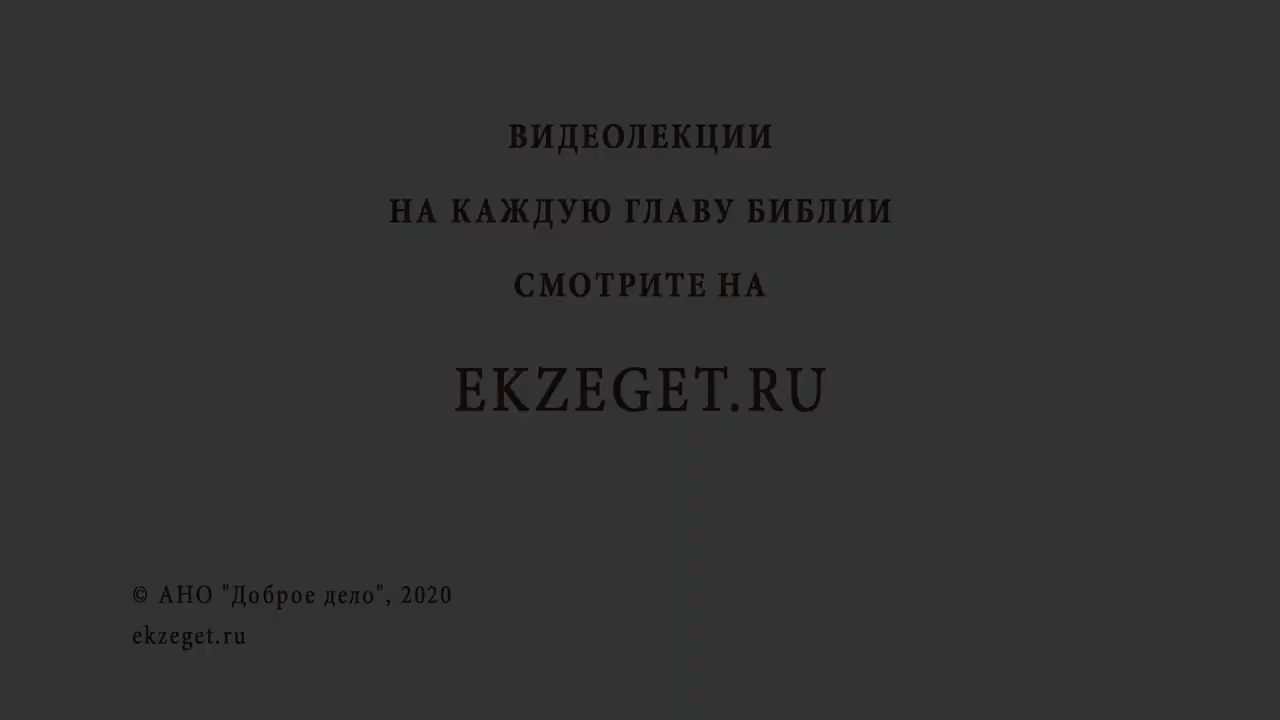 ВИДЕОЛЕКЦИИ
НА КАЖДУЮ ГЛАВУ БИБЛИИ
СМОТРИТЕ НА
EKZEGET.RU
© АНО "Доброе дело", 2020
ekzeget.ru